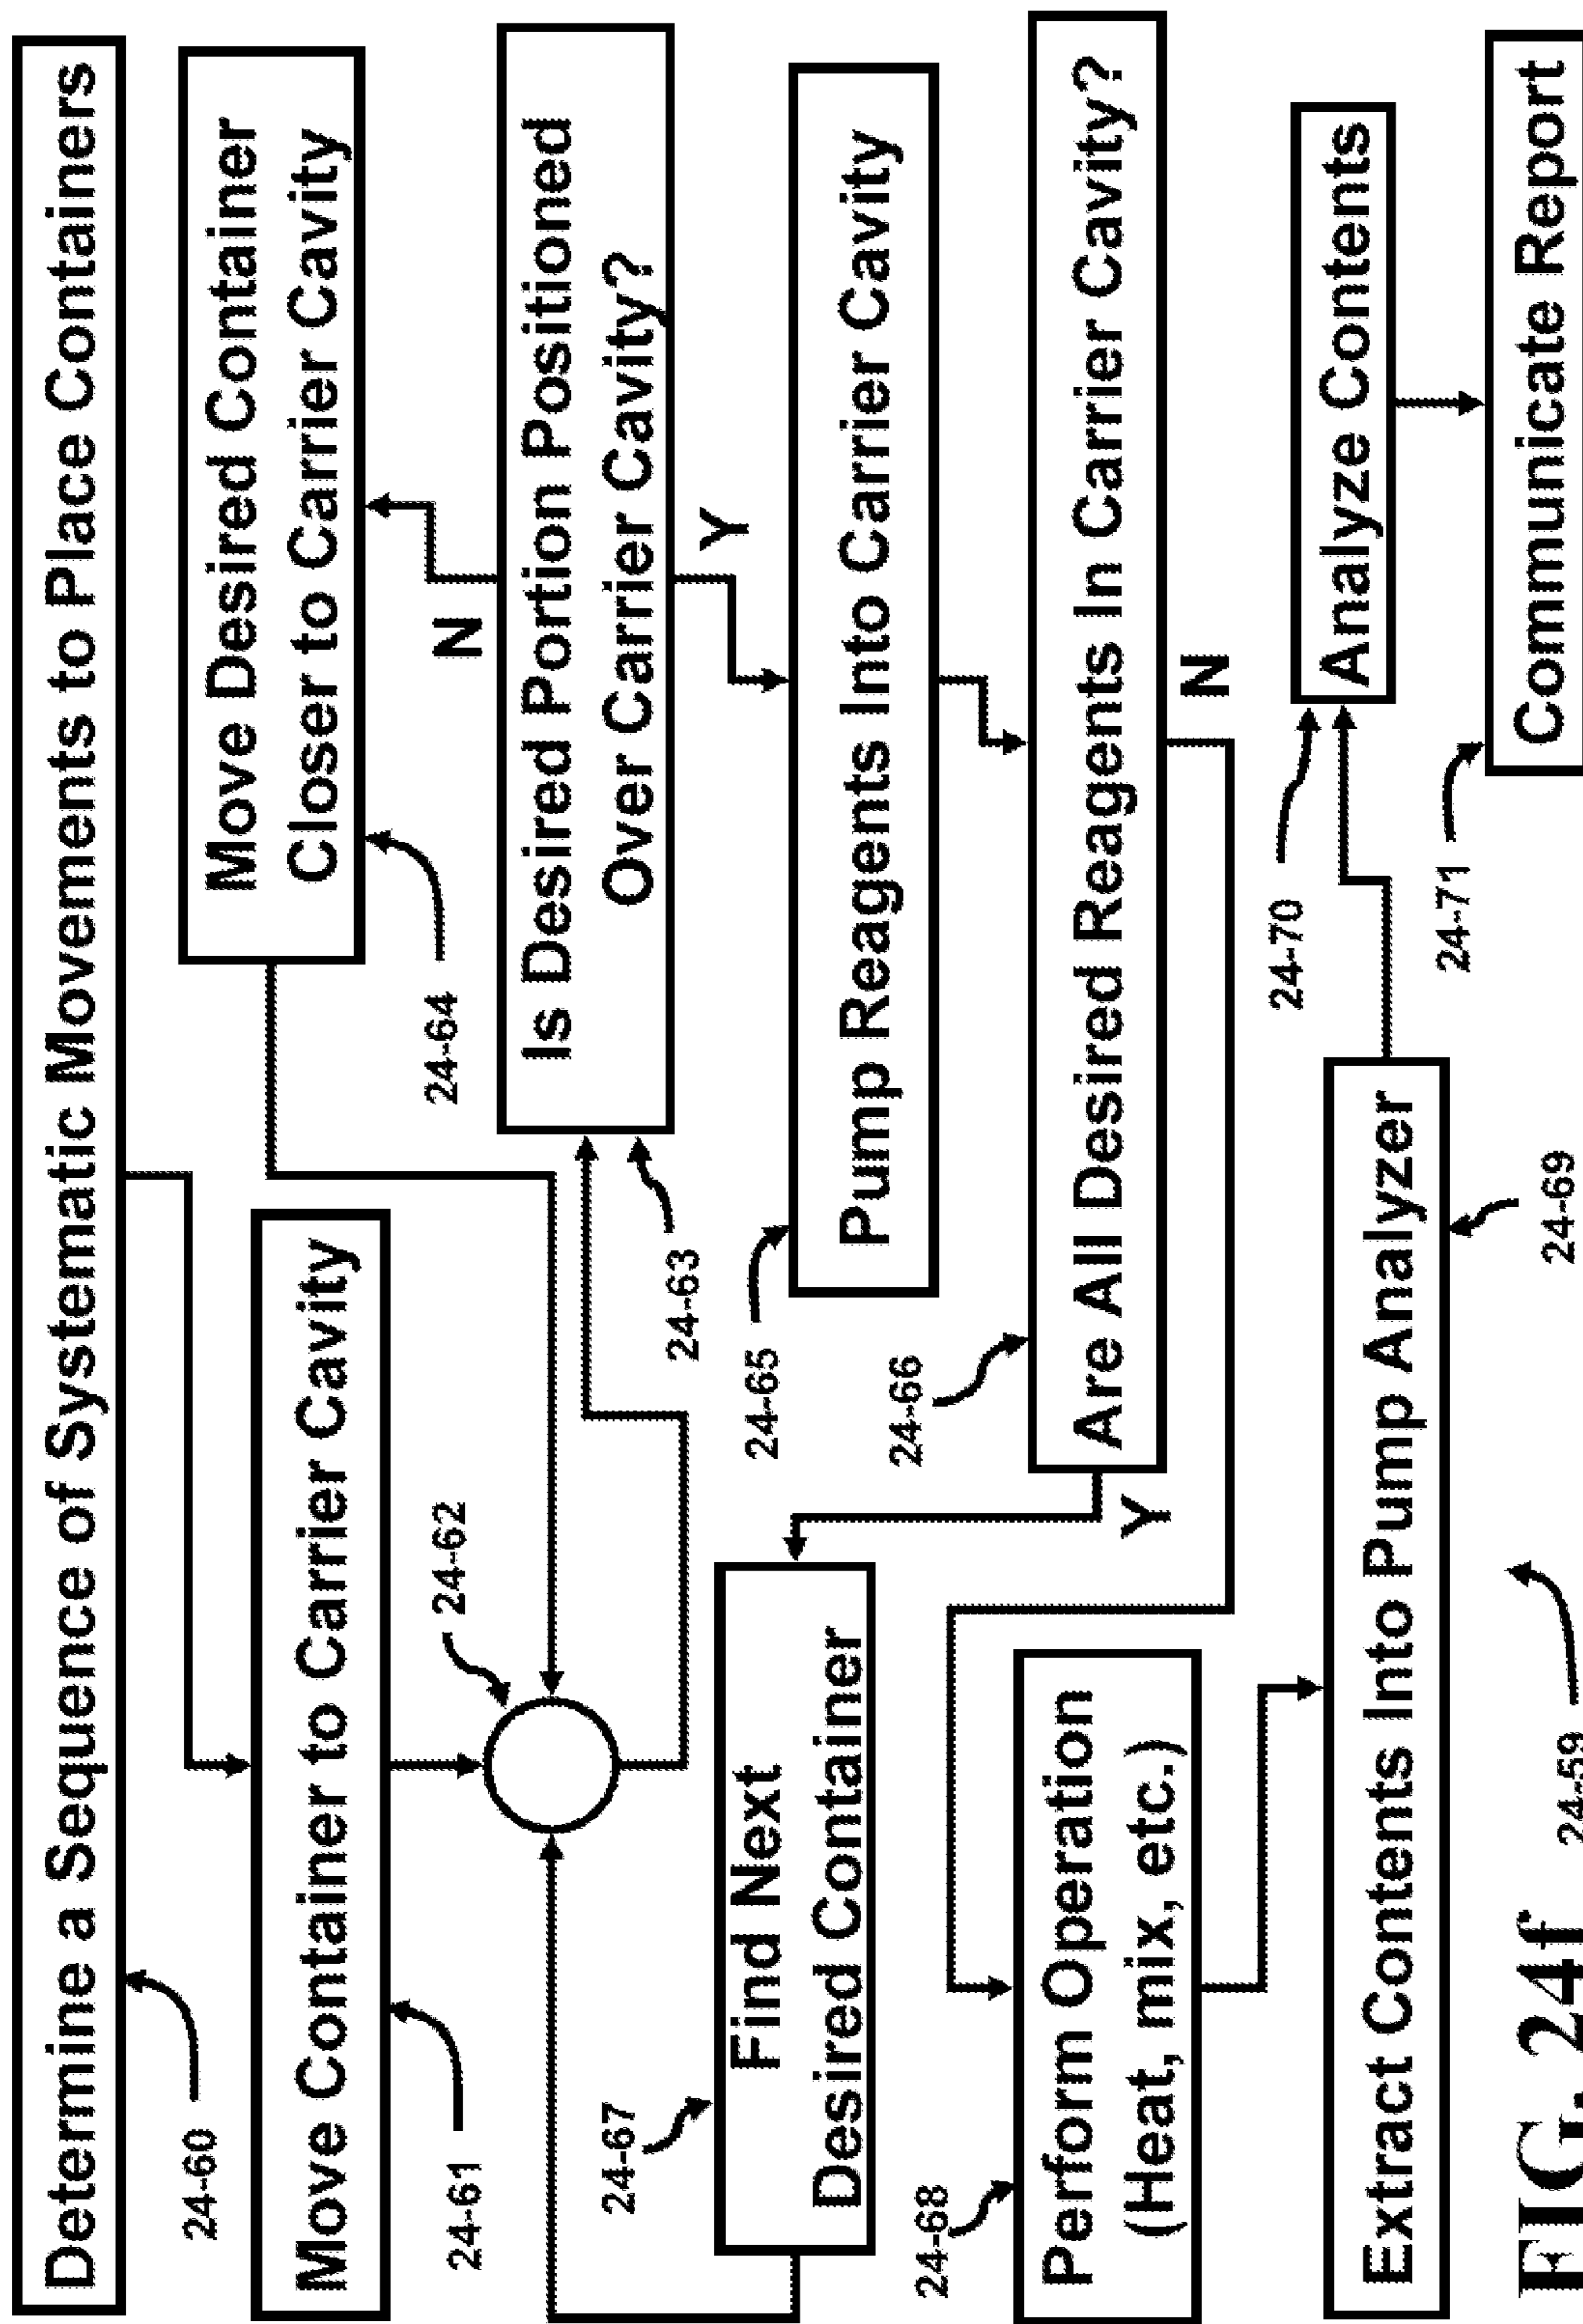 Determine a Sequence of Systematic Movements to Place Containers
24-60
Move Container to Carrier Cavity
24-61
24-62
Move Desired Container
Closer to Carrier Cavity
24-64
N
Is Desired Portion Positioned
Over Carrier Cavity?
24-63
Y
Find Next
Desired Container
24-67
Pump Reagents Into Carrier Cavity
24-65
24-66
Are All Desired Reagents In Carrier Cavity?
Y
N
24-68
Perform Operation
(Heat, mix, etc.)
Analyze Contents
24-70
Extract Contents Into Pump Analyzer
24-69
24-71
Communicate Report
24-59
FIG. 24f